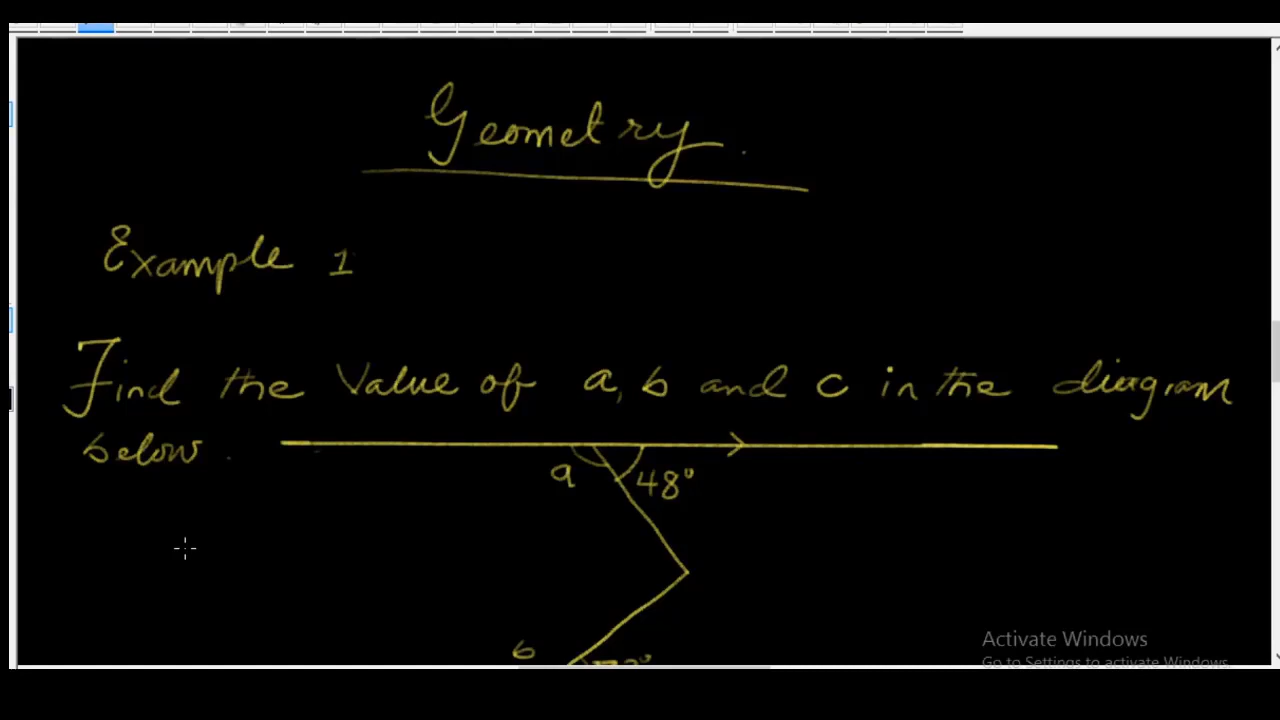 Geometry.
Example 1
Find the Value of a, b and c in the diagram
below.
a 48°
b
Activate Windows
Go to Settings to activate Windows.